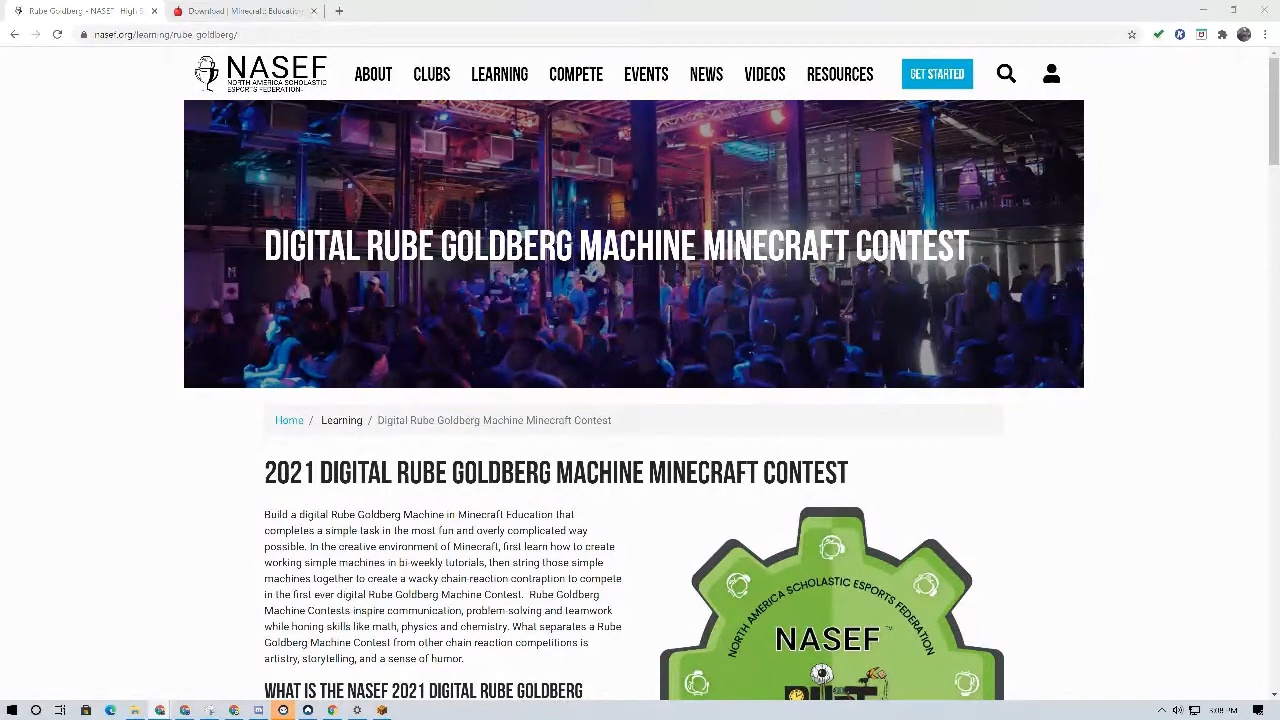 Rube Goldberg - NASEF - High S
Download | Minecraft Education
nasef.org/learning/rube_goldberg/
NASEF
NORTH AMERICA SCHOLASTIC
ESPORTS FEDERATION
ABOUT CLUBS LEARNING COMPETE EVENTS NEWS VIDEOS RESOURCES GET STARTED
DIGITAL RUBE GOLDBERG MACHINE MINECRAFT CONTEST
Home / Learning / Digital Rube Goldberg Machine Minecraft Contest
2021 DIGITAL RUBE GOLDBERG MACHINE MINECRAFT CONTEST
Build a digital Rube Goldberg Machine in Minecraft Education that
completes a simple task in the most fun and overly complicated way
possible. In the creative environment of Minecraft, first learn how to create
working simple machines in bi-weekly tutorials, then string those simple
machines together to create a wacky chain-reaction contraption to compete
in the first ever digital Rube Goldberg Machine Contest. Rube Goldberg
Machine Contests inspire communication, problem-solving and teamwork
while honing skills like math, physics and chemistry. What separates a Rube
Goldberg Machine Contest from other chain reaction competitions is
artistry, storytelling, and a sense of humor.
WHAT IS THE NASEF 2021 DIGITAL RUBE GOLDBERG
NORTH AMERICA SCHOLASTIC ESPORTS FEDERATION
NASEF™
3:08 PM